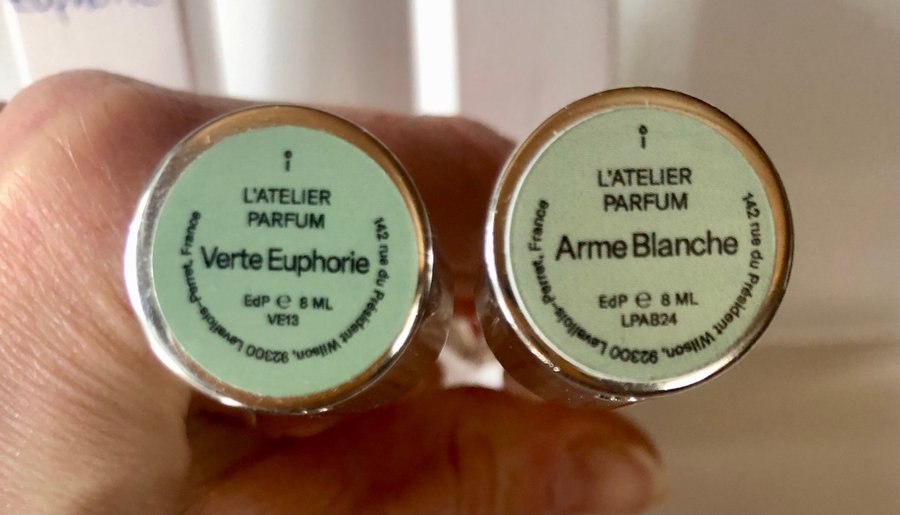 L'ATELIER
PARFUM
Verte Euphorie
EdP ℮ 8 ML
VE13
142 rue du Président Wilson, 92300 Levallois-Perret, France
L'ATELIER
PARFUM
Arme Blanche
EdP ℮ 8 ML
LPAB24
142 rue du Président Wilson, 92300 Levallois-Perret, France